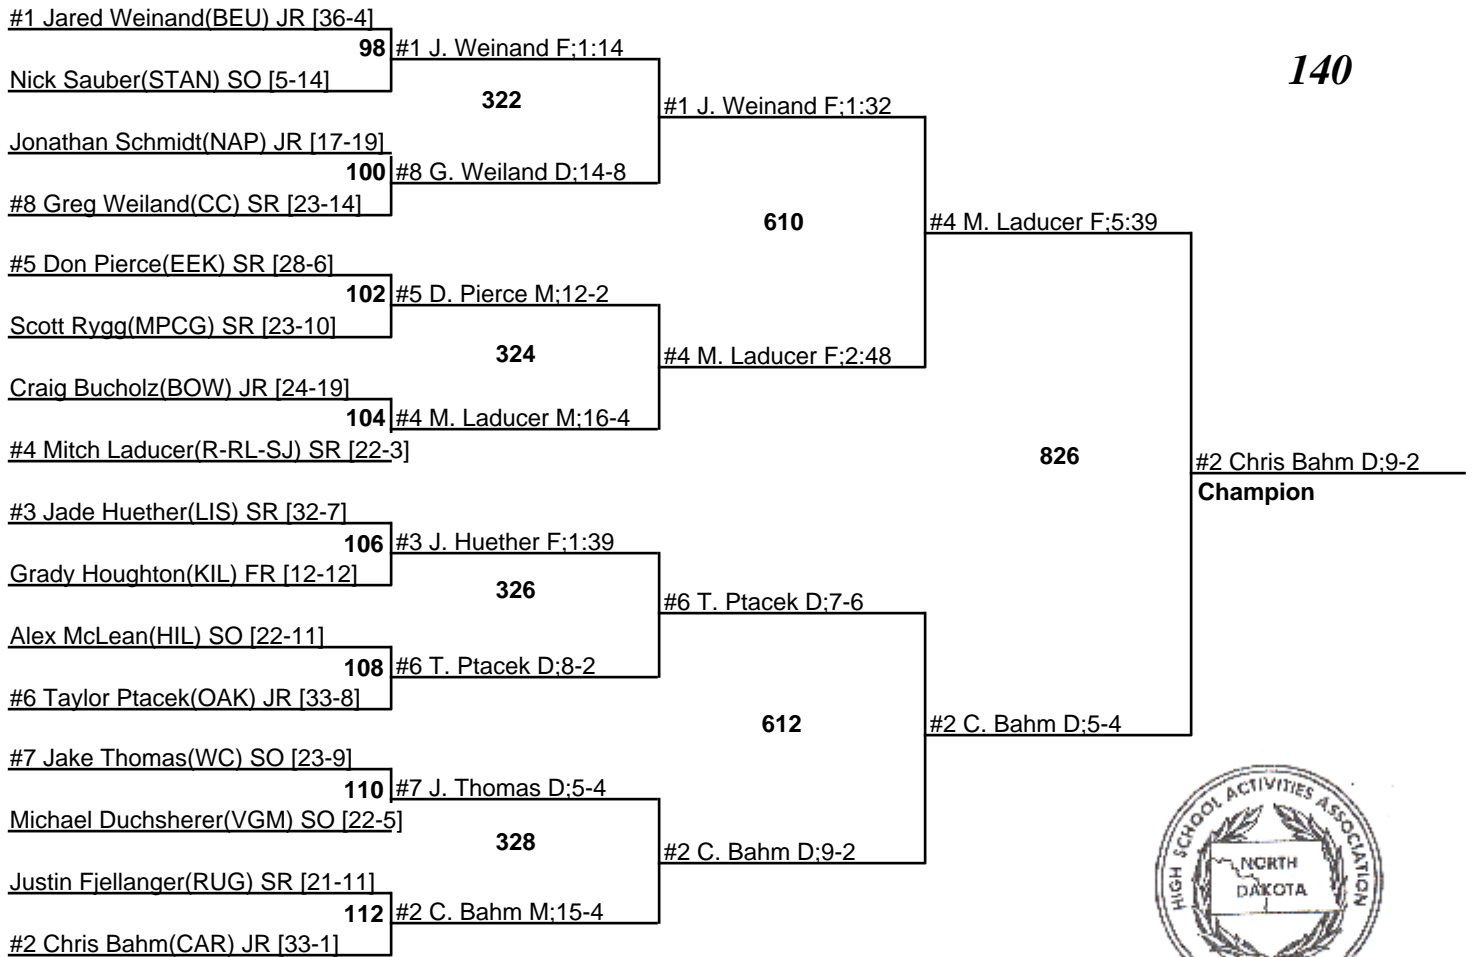 #1 Jared Weinand(BEU) JR [36-4]
98 #1 J. Weinand F;1:14
Nick Sauber(STAN) SO [5-14]
140
322
#1 J. Weinand F;1:32
Jonathan Schmidt(NAP) JR [17-19]
100 #8 G. Weiland D;14-8
#8 Greg Weiland(CC) SR [23-14]
610
#4 M. Laducer F;5:39
#5 Don Pierce(EEK) SR [28-6]
102 #5 D. Pierce M;12-2
Scott Rygg(MPCG) SR [23-10]
324
#4 M. Laducer F;2:48
Craig Bucholz(BOW) JR [24-19]
104 #4 M. Laducer M;16-4
#4 Mitch Laducer(R-RL-SJ) SR [22-3]
826
#2 Chris Bahm D;9-2
Champion
#3 Jade Huether(LIS) SR [32-7]
106 #3 J. Huether F;1:39
Grady Houghton(KIL) FR [12-12]
326
#6 T. Ptacek D;7-6
Alex McLean(HIL) SO [22-11]
108 #6 T. Ptacek D;8-2
#6 Taylor Ptacek(OAK) JR [33-8]
612
#2 C. Bahm D;5-4
#7 Jake Thomas(WC) SO [23-9]
110 #7 J. Thomas D;5-4
Michael Duchsherer(VGM) SO [22-5]
328
#2 C. Bahm D;9-2
Justin Fjellanger(RUG) SR [21-11]
112 #2 C. Bahm M;15-4
#2 Chris Bahm(CAR) JR [33-1]
HIGH SCHOOL ACTIVITIES ASSOCIATION
NORTH
DAKOTA